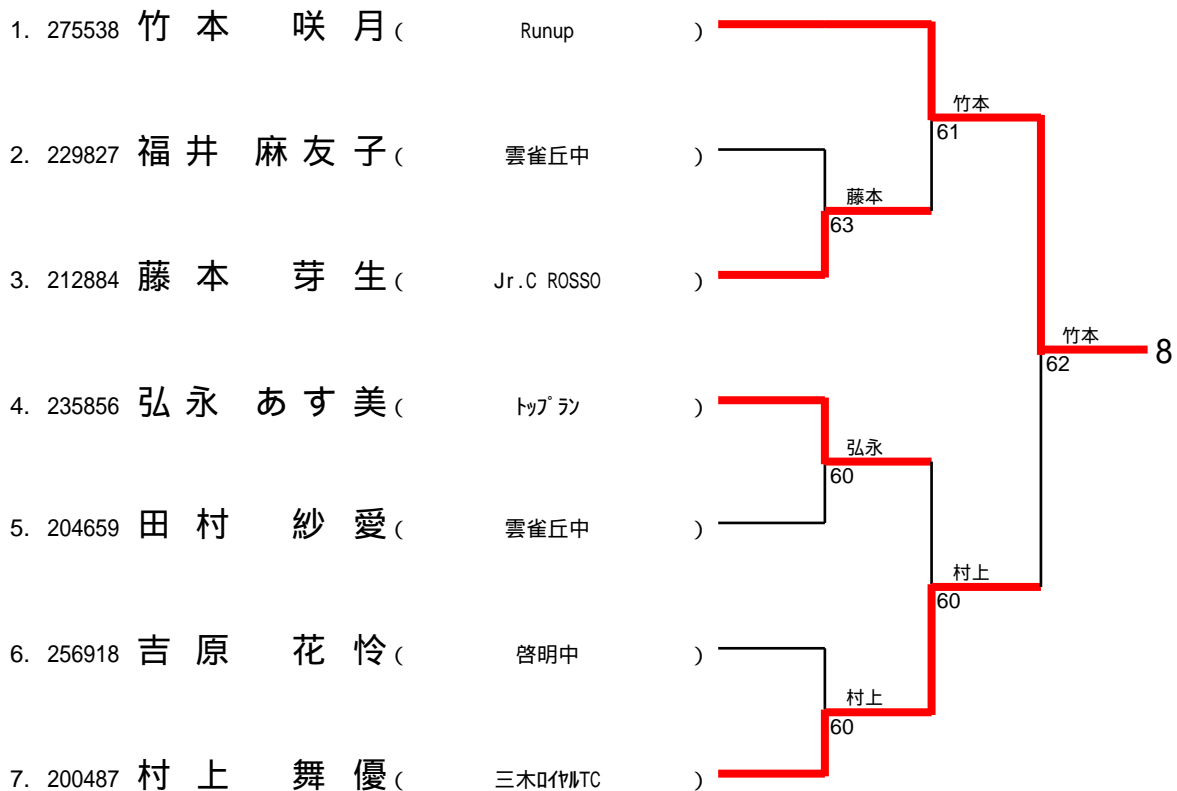 1. 275538 竹本 咲月 ( Runup )
竹本
61
2. 229827 福井 麻友子 ( 雲雀丘中 )
藤本
63
3. 212884 藤本 芽生 ( Jr.C ROSSO )
竹本
62
8
4. 235856 弘永 あす美 ( ﾄｯﾌﾟﾗﾝ )
弘永
60
5. 204659 田村 紗愛 ( 雲雀丘中 )
村上
60
6. 256918 吉原 花怜 ( 啓明中 )
村上
60
7. 200487 村上 舞優 ( 三木ﾛｲﾔﾙTC )